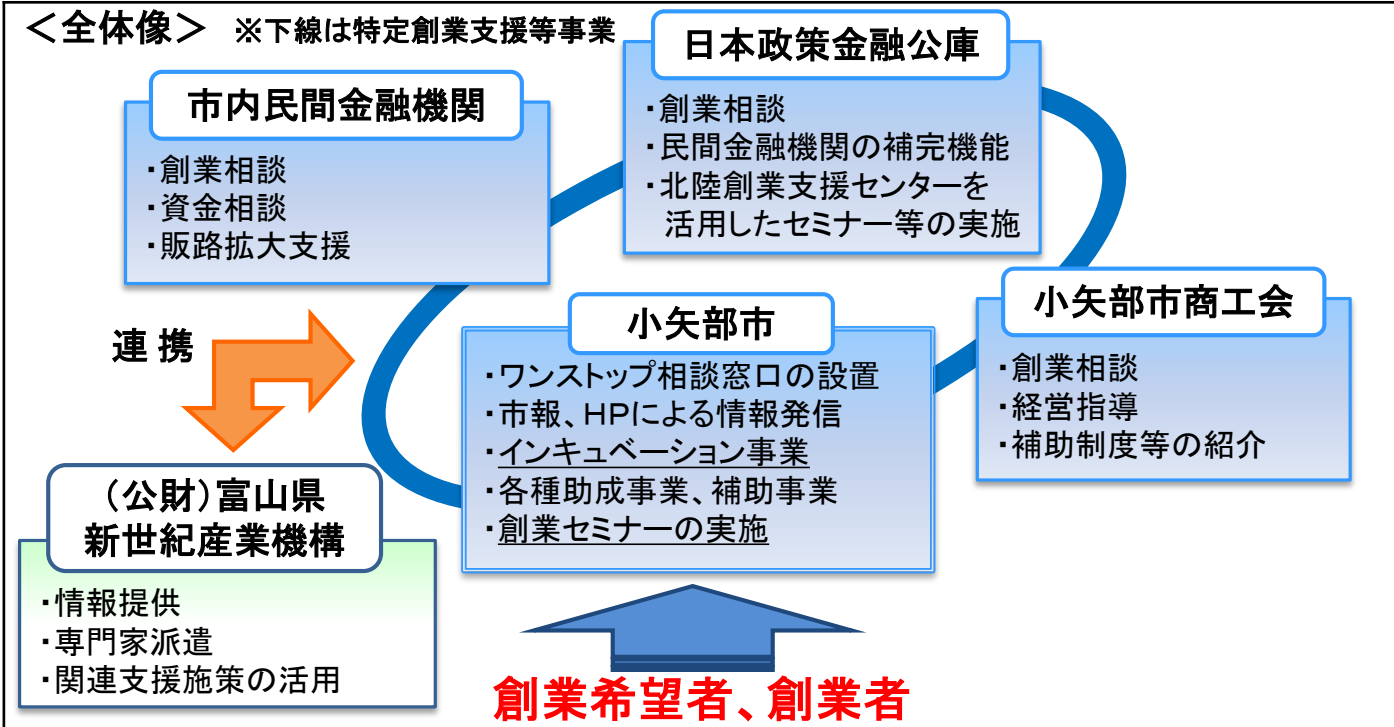 ＜全体像＞ ※下線は特定創業支援等事業
日本政策金融公庫
・創業相談
・民間金融機関の補完機能
・北陸創業支援センターを
活用したセミナー等の実施
市内民間金融機関
・創業相談
・資金相談
・販路拡大支援
小矢部市商工会
・創業相談
・経営指導
・補助制度等の紹介
小矢部市
・ワンストップ相談窓口の設置
・市報、HPによる情報発信
・インキュベーション事業
・各種助成事業、補助事業
・創業セミナーの実施
連携
（公財）富山県
新世紀産業機構
・情報提供
・専門家派遣
・関連支援施策の活用
創業希望者、創業者